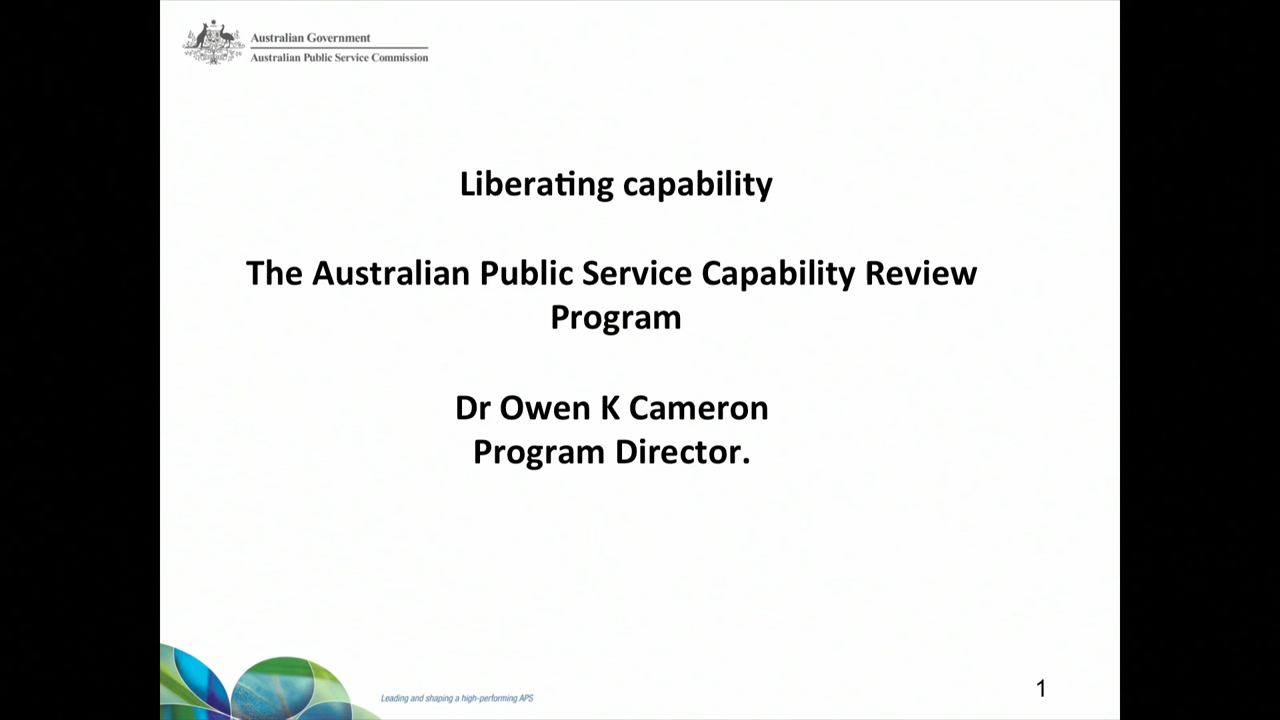 Australian Government
Australian Public Service Commission
Liberating capability
The Australian Public Service Capability Review
Program
Dr Owen K Cameron
Program Director.
Leading and shaping a high-performing APS
1